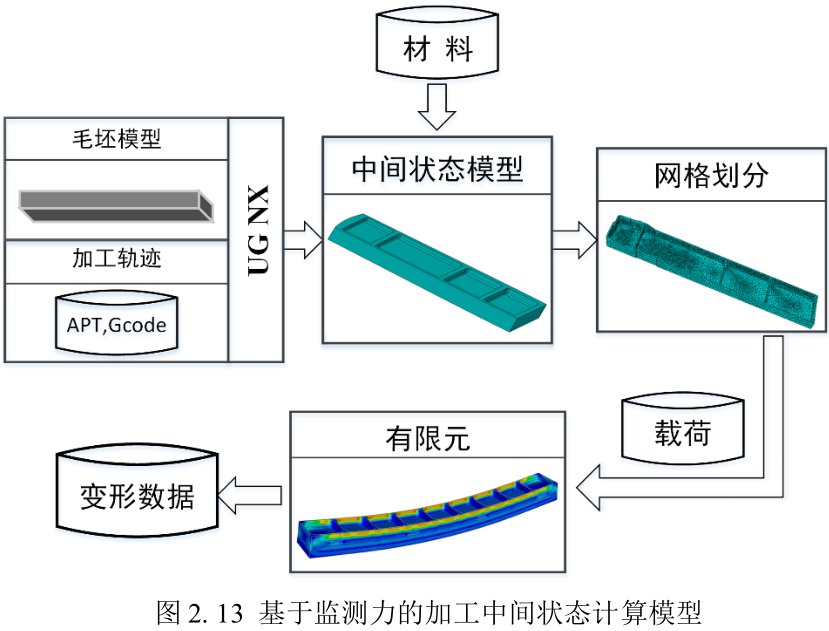 材 料
毛坯模型
加工轨迹
APT,Gcode
UG NX
中间状态模型
网格划分
载荷
有限元
变形数据
图 2. 13 基于监测力的加工中间状态计算模型